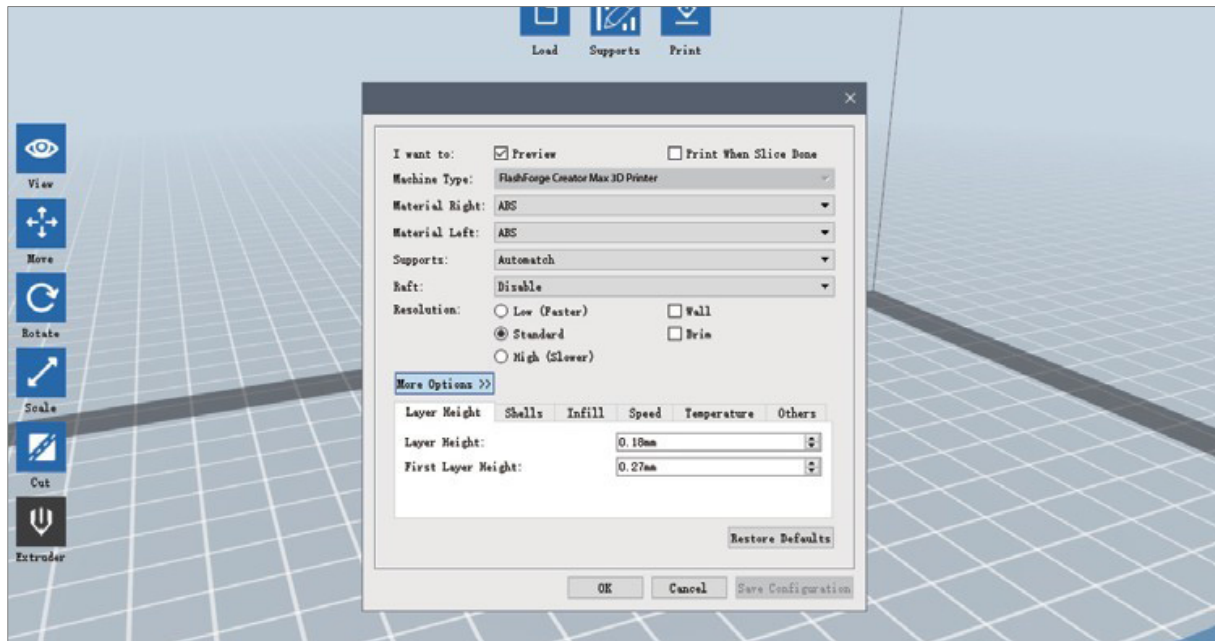 Load Supports Print
I want to: Preview Print When Slice Done
View
Machine Type: FlashForge Creator Max 3D Printer
Material Right: ABS
Material Left: ABS
Move
Supports: Automatch
Raft: Disable
Resolution: Low (Faster) Wall
Rotate
Standard Brim
High (Slower)
More Options >>
Scale
Layer Height Shells Infill Speed Temperature Others
Layer Height: 0.18mm
First Layer Height: 0.27mm
Cut
Restore Defaults
Extruder
OK Cancel Save Configuration